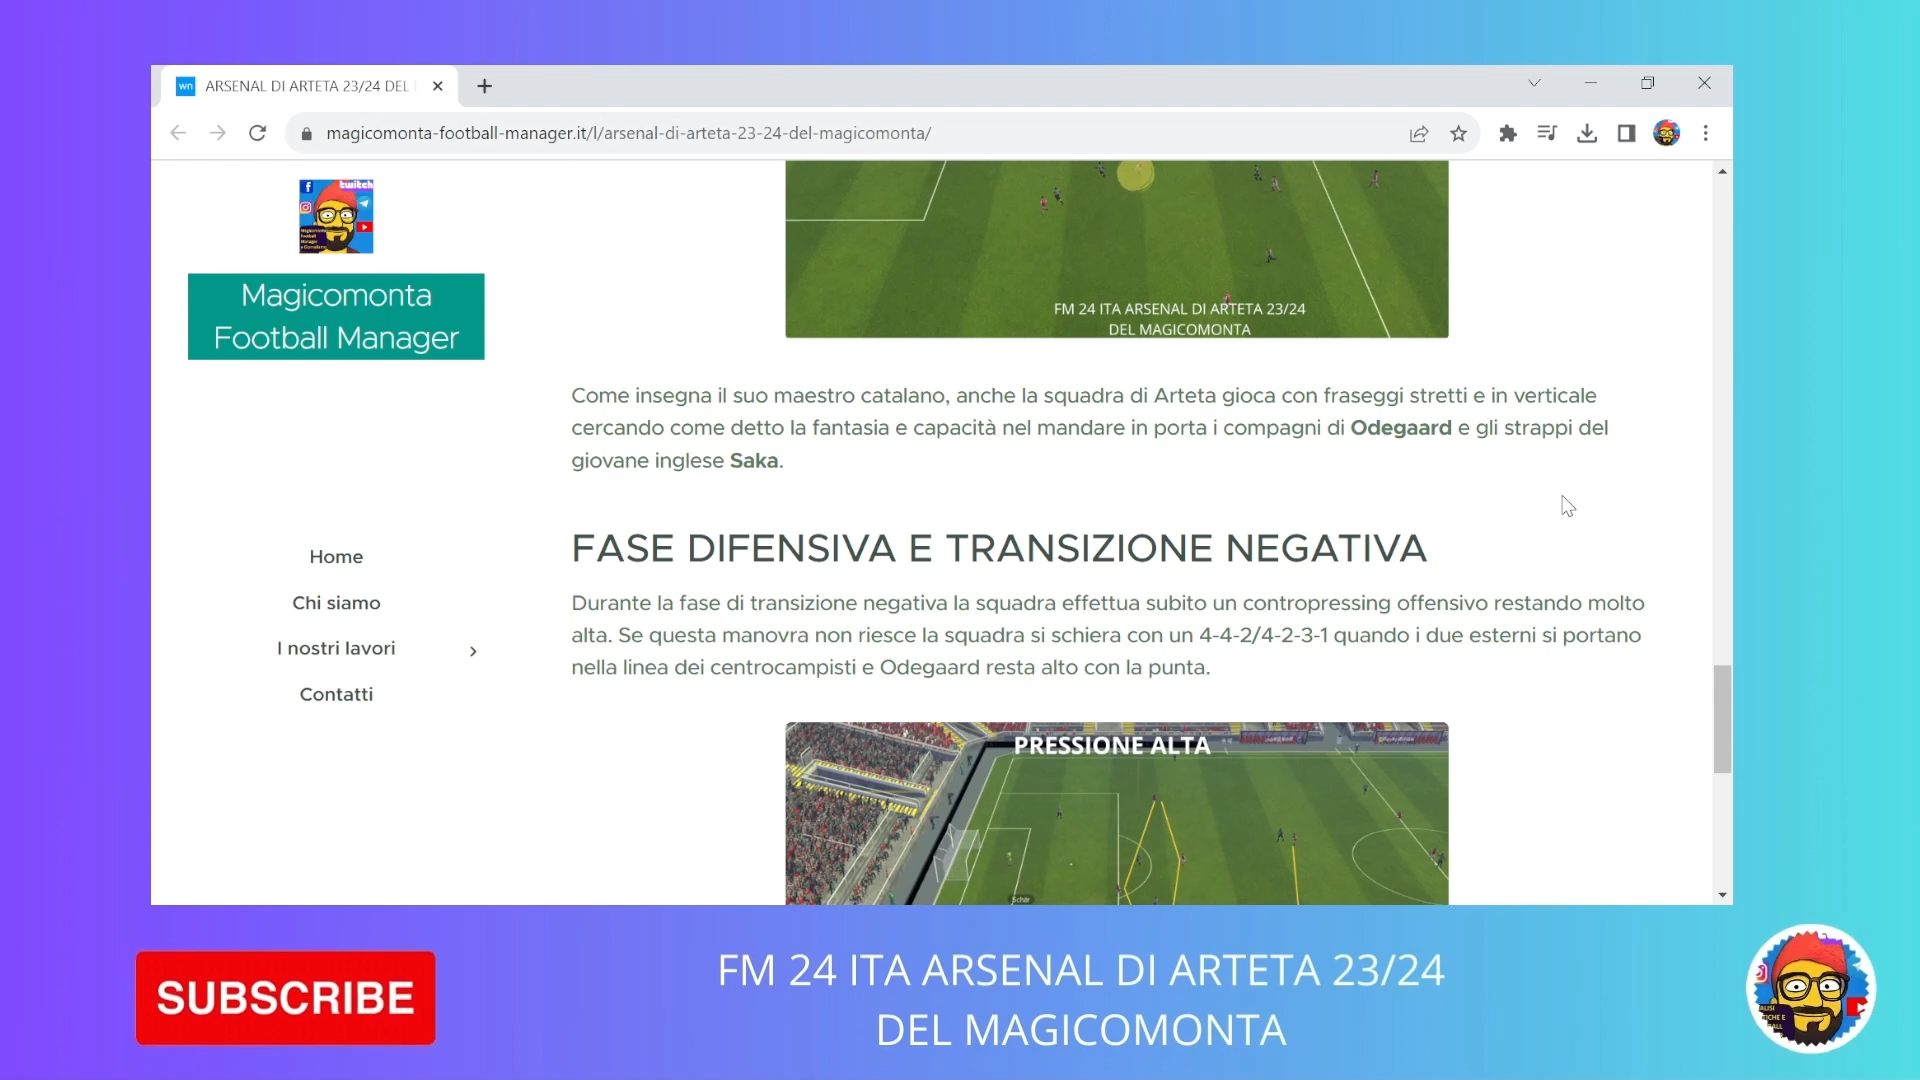 ARSENAL DI ARTETA 23/24 DEL
magicomonta-football-manager.it/l/arsenal-di-arteta-23-24-del-magicomonta/
twitch
Magicomonta
Football Manager
Home
Chi siamo
I nostri lavori
Contatti
FM 24 ITA ARSENAL DI ARTETA 23/24
DEL MAGICOMONTA
Come insegna il suo maestro catalano, anche la squadra di Arteta gioca con fraseggi stretti e in verticale
cercando come detto la fantasia e capacità nel mandare in porta i compagni di Odegaard e gli strappi del
giovane inglese Saka.
FASE DIFENSIVA E TRANSIZIONE NEGATIVA
Durante la fase di transizione negativa la squadra effettua subito un contropressing offensivo restando molto
alta. Se questa manovra non riesce la squadra si schiera con un 4-4-2/4-2-3-1 quando i due esterni si portano
nella linea dei centrocampisti e Odegaard resta alto con la punta.
PRESSIONE ALTA
Schär
SUBSCRIBE
FM 24 ITA ARSENAL DI ARTETA 23/24
DEL MAGICOMONTA